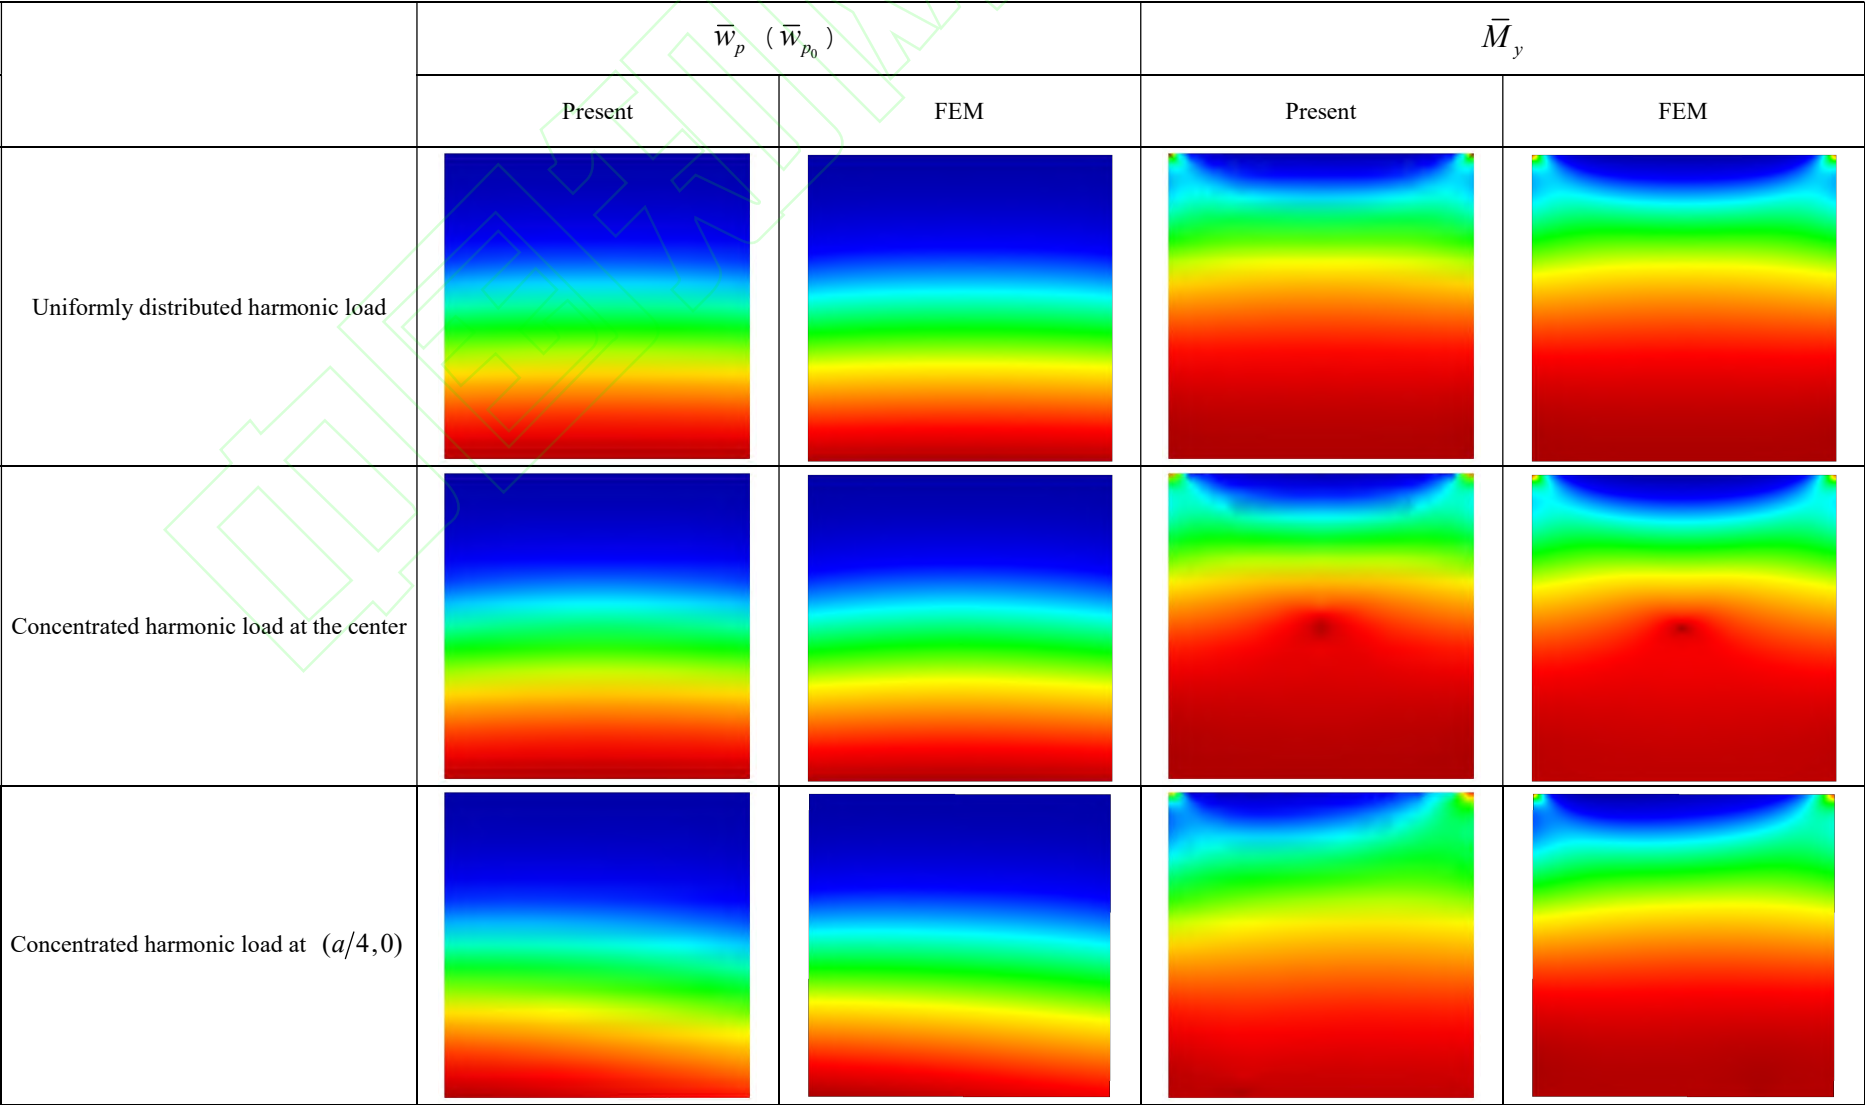 w̄ₚ (w̄ₚ₀) M̄ᵧ
Present FEM Present FEM
Uniformly distributed harmonic load
Concentrated harmonic load at the center
Concentrated harmonic load at (a/4,0)